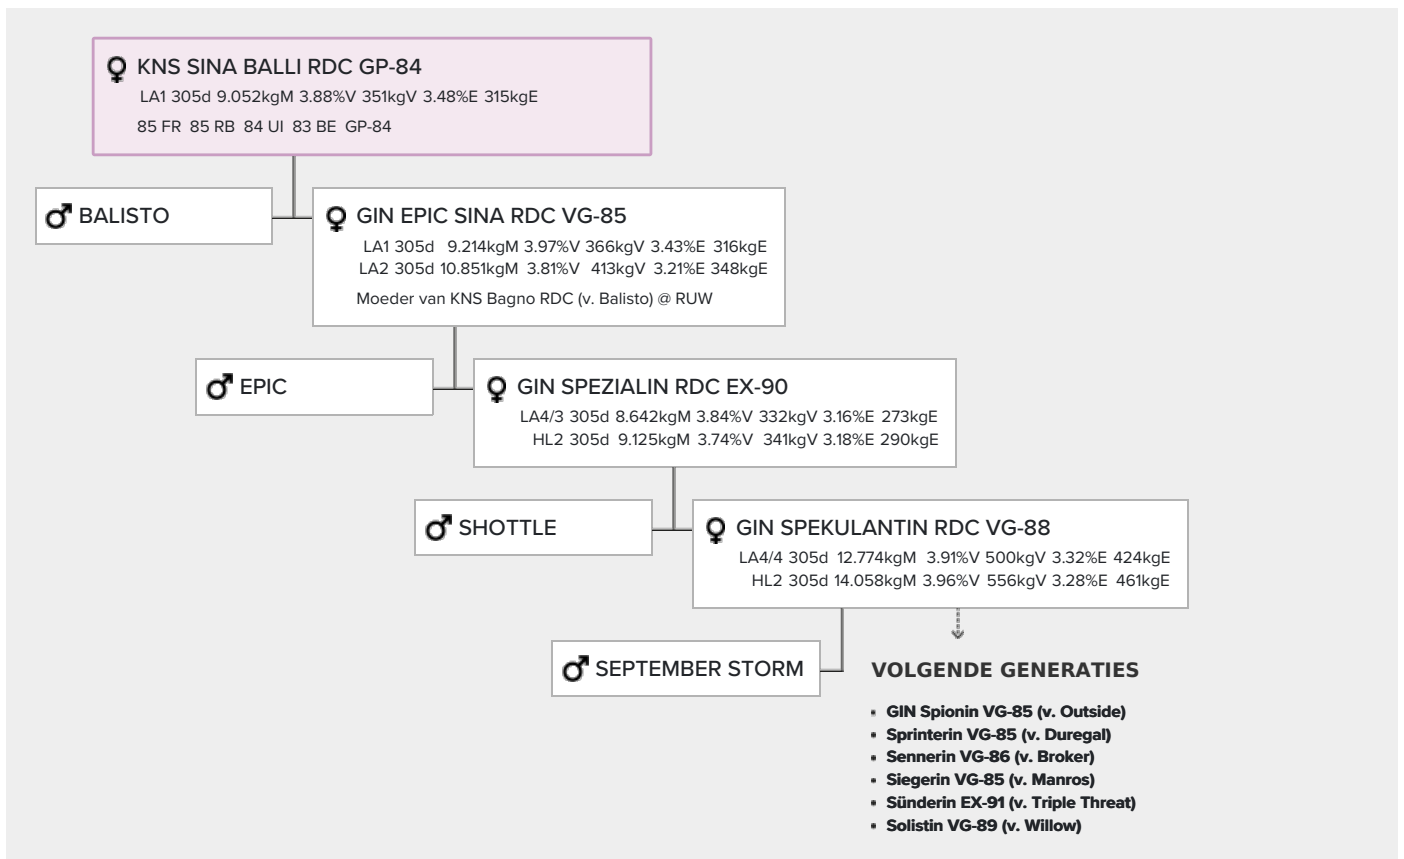 KNS SINA BALLI RDC GP-84
LA1 305d 9.052kgM 3.88%V 351kgV 3.48%E 315kgE
85 FR 85 RB 84 UI 83 BE GP-84
BALISTO
GIN EPIC SINA RDC VG-85
LA1 305d 9.214kgM 3.97%V 366kgV 3.43%E 316kgE
LA2 305d 10.851kgM 3.81%V 413kgV 3.21%E 348kgE
Moeder van KNS Bagno RDC (v. Balisto) @ RUW
EPIC
GIN SPEZIALIN RDC EX-90
LA4/3 305d 8.642kgM 3.84%V 332kgV 3.16%E 273kgE
HL2 305d 9.125kgM 3.74%V 341kgV 3.18%E 290kgE
SHOTTLE
GIN SPEKULANTIN RDC VG-88
LA4/4 305d 12.774kgM 3.91%V 500kgV 3.32%E 424kgE
HL2 305d 14.058kgM 3.96%V 556kgV 3.28%E 461kgE
SEPTEMBER STORM
VOLGENDE GENERATIES
GIN Spionin VG-85 (v. Outside)
Sprinterin VG-85 (v. Duregal)
Sennerin VG-86 (v. Broker)
Siegerin VG-85 (v. Manros)
Sünderin EX-91 (v. Triple Threat)
Solistin VG-89 (v. Willow)